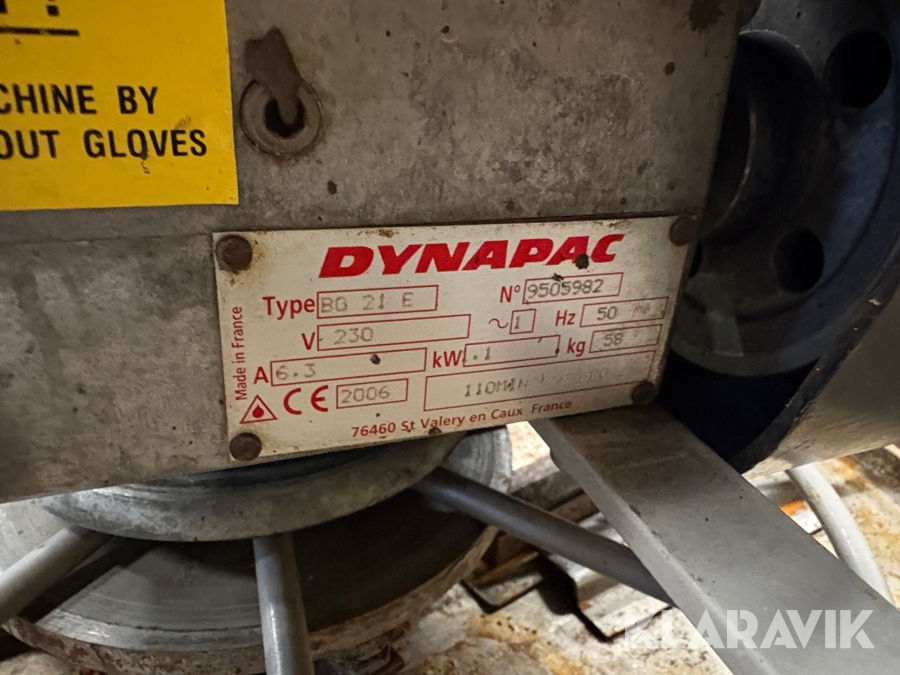 CHINE BY
OUT GLOVES
DYNAPAC
Type BG 21 E N° 9505982
V 230 ~ 1 Hz 50
A 6.3 kW .1 kg 58
CE 2006 110MIN
76460 St Valery en Caux France
Made in France
KLARAVIK